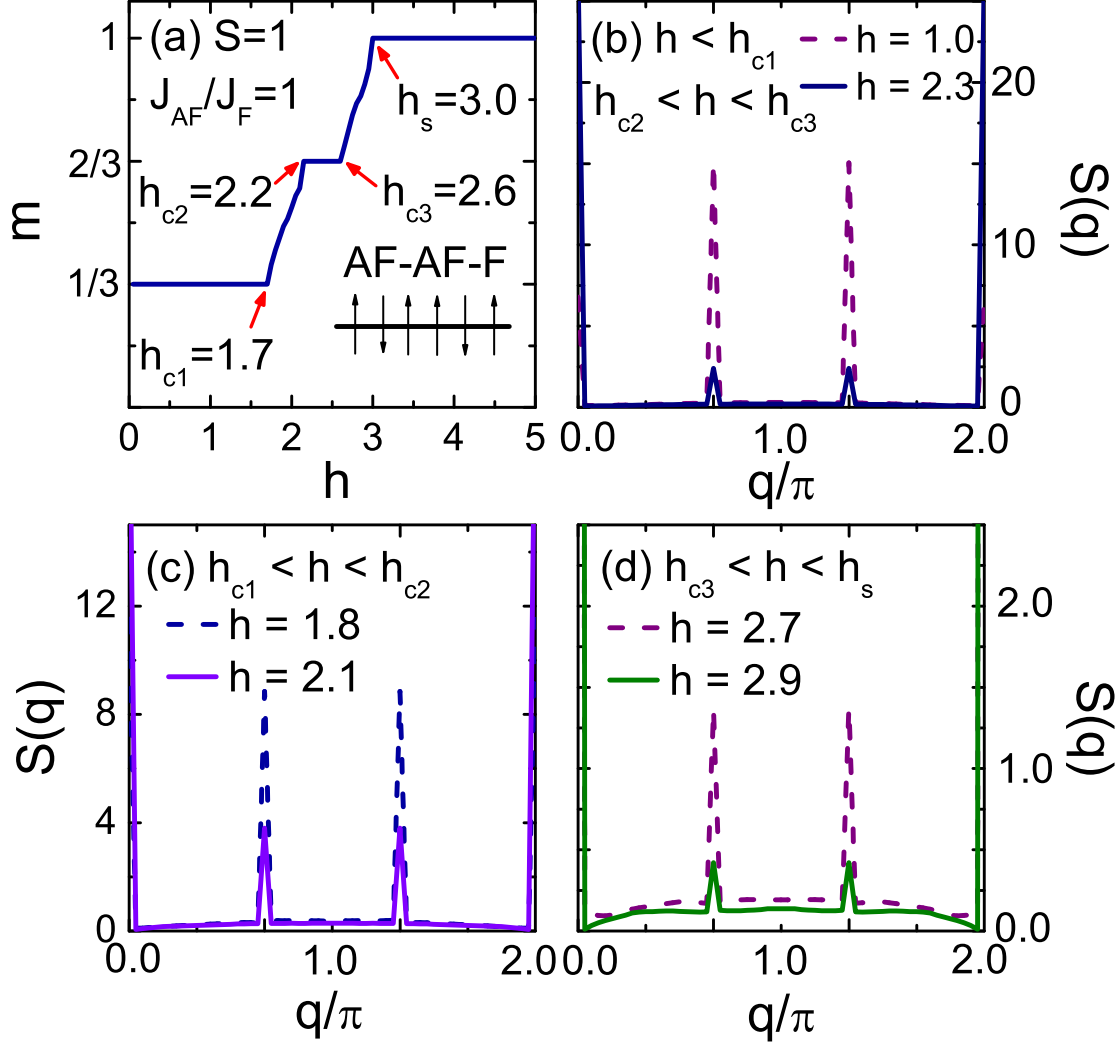 (a) S=1
J_AF/J_F=1
h_s=3.0
h_c2=2.2
h_c3=2.6
AF-AF-F
h_c1=1.7
m
1
2/3
1/3
0 1 2 3 4 5
h
(b) h < h_c1
h_c2 < h < h_c3
h = 1.0
h = 2.3
20
10
0
S(q)
0.0 1.0 2.0
q/π
(c) h_c1 < h < h_c2
h = 1.8
h = 2.1
S(q)
12
8
4
0
0.0 1.0 2.0
q/π
(d) h_c3 < h < h_s
h = 2.7
h = 2.9
2.0
1.0
0.0
S(q)
0.0 1.0 2.0
q/π